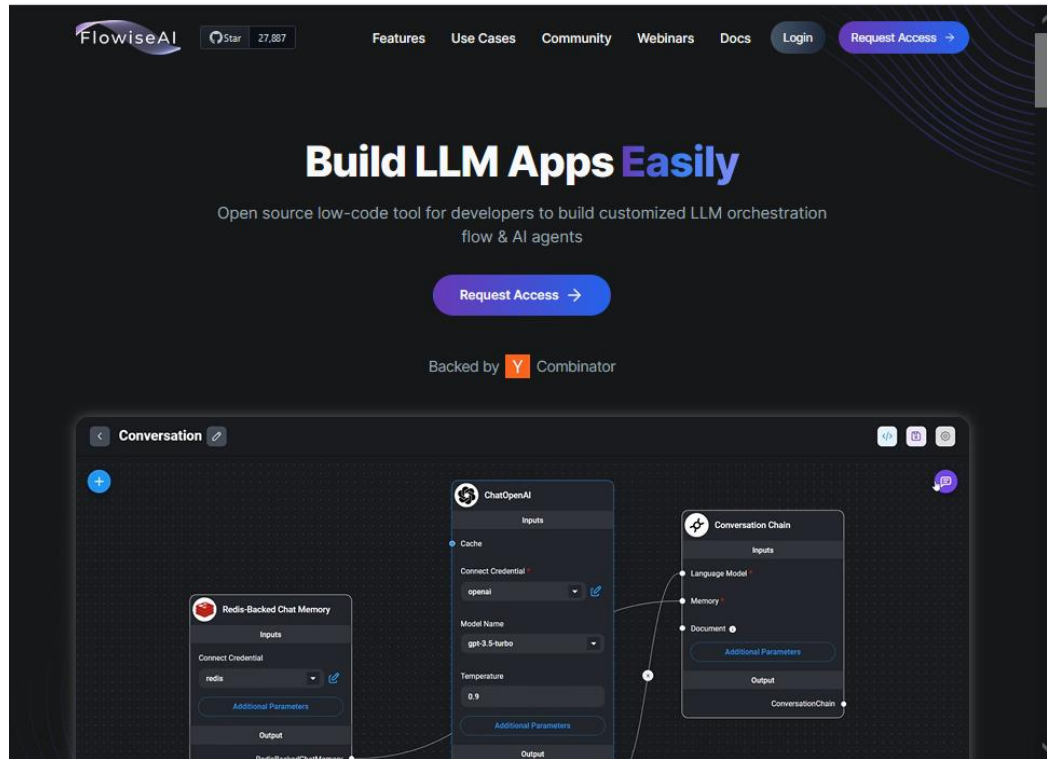 FlowiseAI
Star 27,887
Features Use Cases Community Webinars Docs Login Request Access →
Build LLM Apps Easily
Open source low-code tool for developers to build customized LLM orchestration
flow & AI agents
Request Access →
Backed by Y Combinator
Conversation
ChatOpenAI
Inputs
Cache
Connect Credential *
openai
Model Name
gpt-3.5-turbo
Temperature
0.9
Additional Parameters
Output
Conversation Chain
Inputs
Language Model *
Memory *
Document
Additional Parameters
Output
ConversationChain
Redis-Backed Chat Memory
Inputs
Connect Credential
redis
Additional Parameters
Output
RedisBackedChatMemory